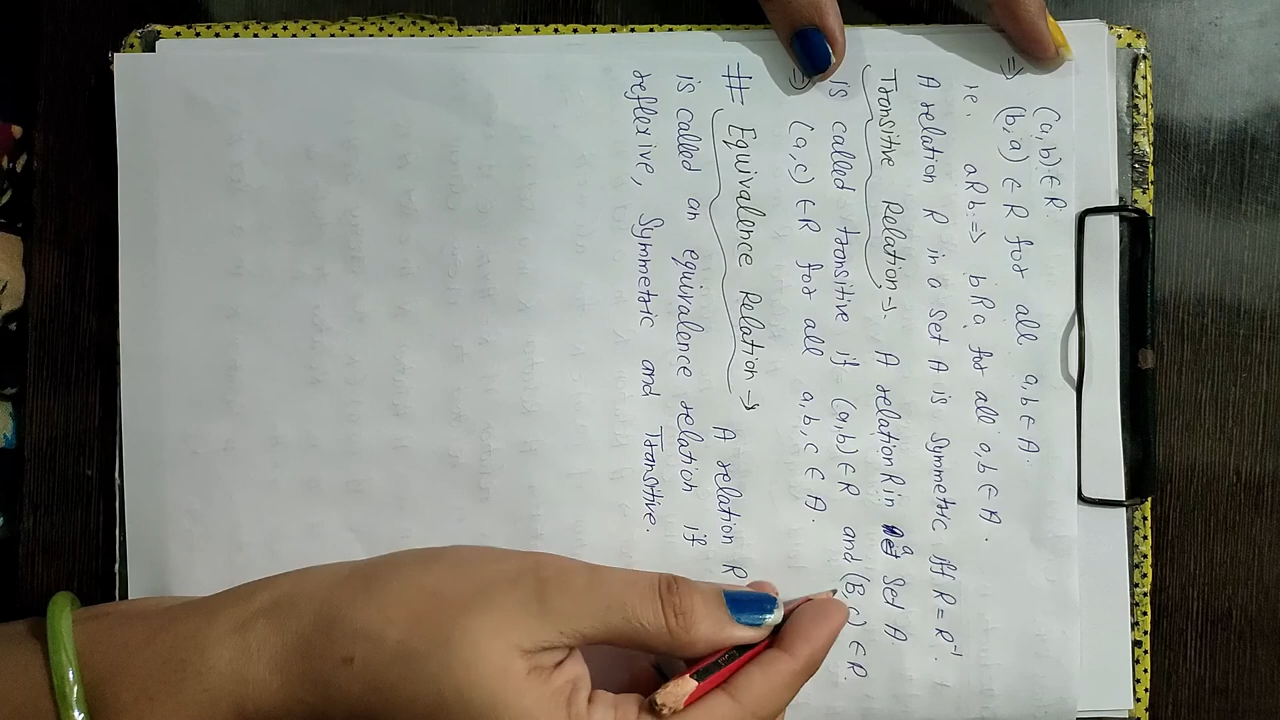 (a,b) ∈ R.
⇒ (b,a) ∈ R for all a,b ∈ A.
ie. aRb ⇒ bRa for all a,b ∈ A.
A relation R in a set A is Symmetric iff R = R⁻¹.
Transitive Relation → A relation R in a Set A
is called transitive if (a,b) ∈ R and (B,c) ∈ R.
⇒ (a,c) ∈ R for all a,b,c ∈ A.
# Equivalence Relation → A relation R
is called an equivalence relation if
reflexive, Symmetric and Transitive.